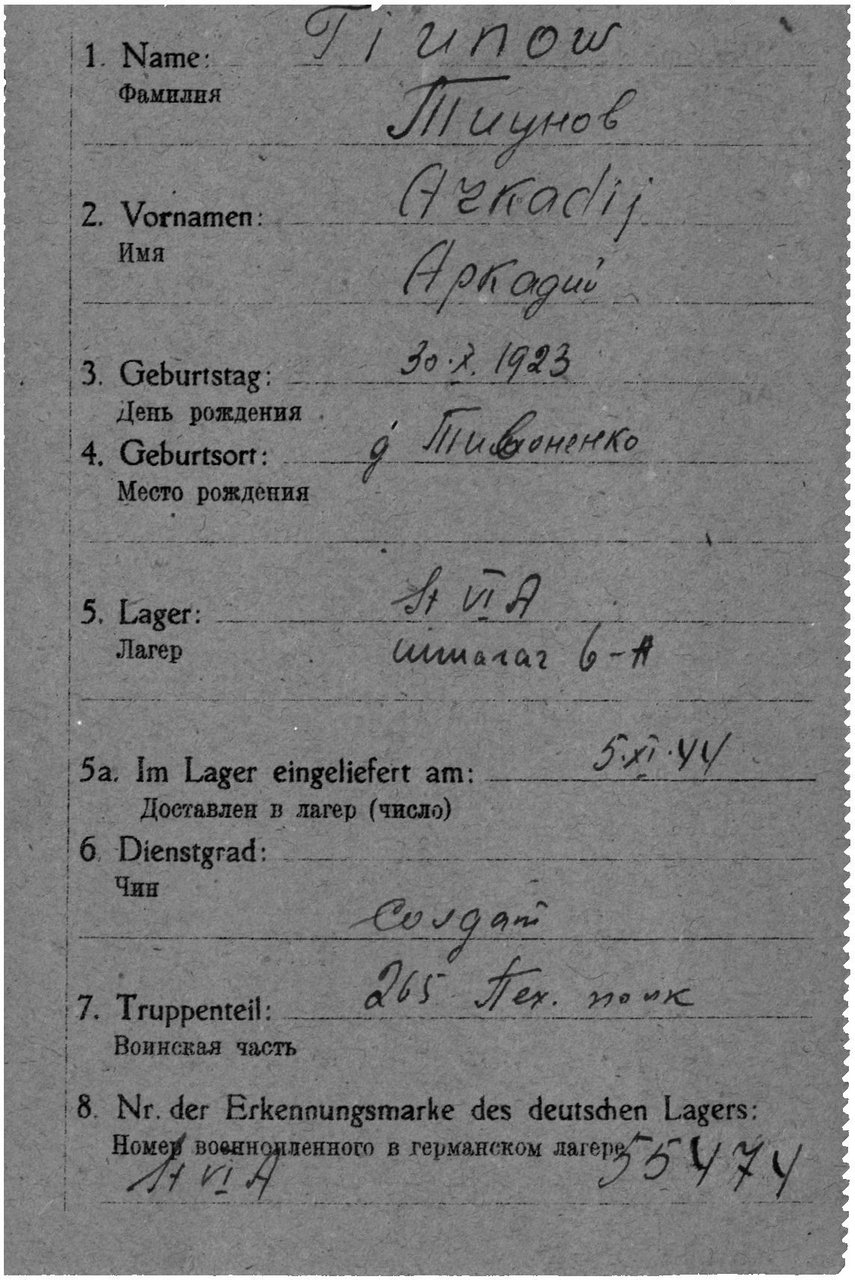 Tiunow
1. Name:
Фамилия
Тиунов
Arkadij
2. Vornamen:
Имя
Аркадий
3. Geburtstag: 30.X.1923
День рождения
4. Geburtsort: д
Место рождения
5. Lager: St VI A
Лагер шталаг 6-А
5a. Im Lager eingeliefert am: 5.XI.44
Доставлен в лагер (число)
6. Dienstgrad:
Чин
Солдат
7. Truppenteil: 265 Пех. полк
Воинская часть
8. Nr. der Erkennungsmarke des deutschen Lagers:
Номер военнопленного в германском лагере
St VI A 55474